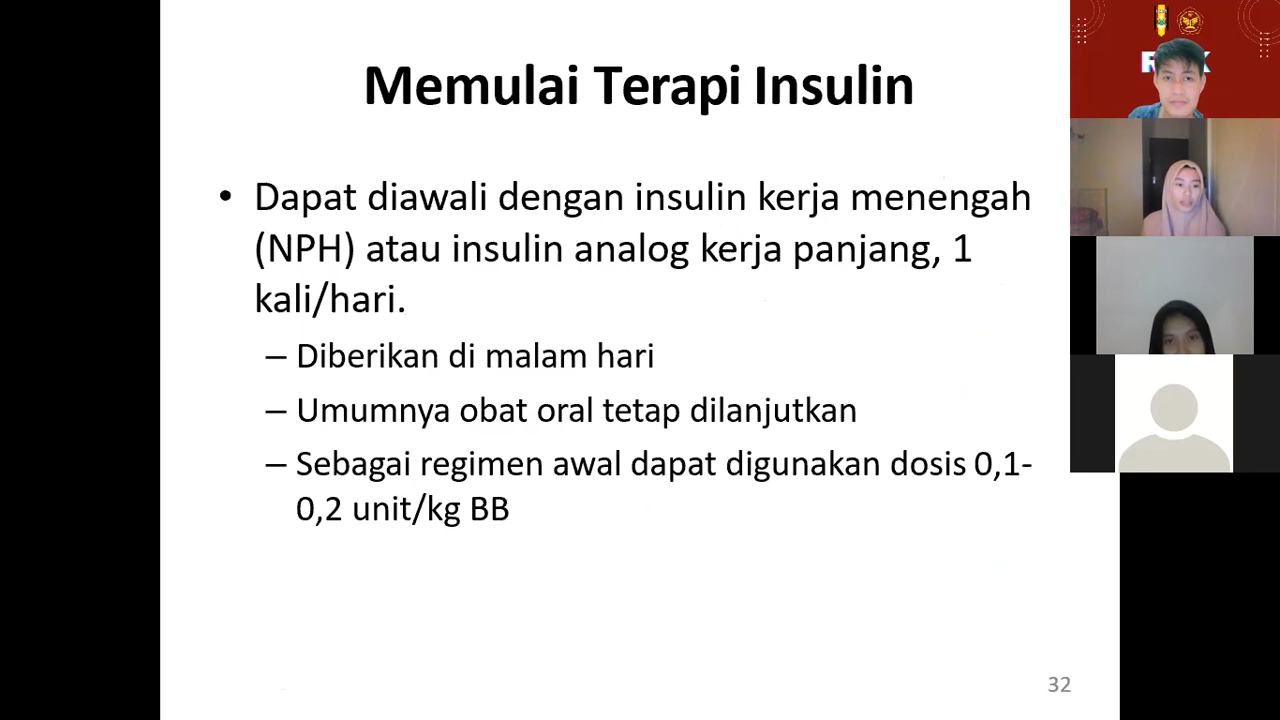 Memulai Terapi Insulin
• Dapat diawali dengan insulin kerja menengah
(NPH) atau insulin analog kerja panjang, 1
kali/hari.
– Diberikan di malam hari
– Umumnya obat oral tetap dilanjutkan
– Sebagai regimen awal dapat digunakan dosis 0,1-
0,2 unit/kg BB
32